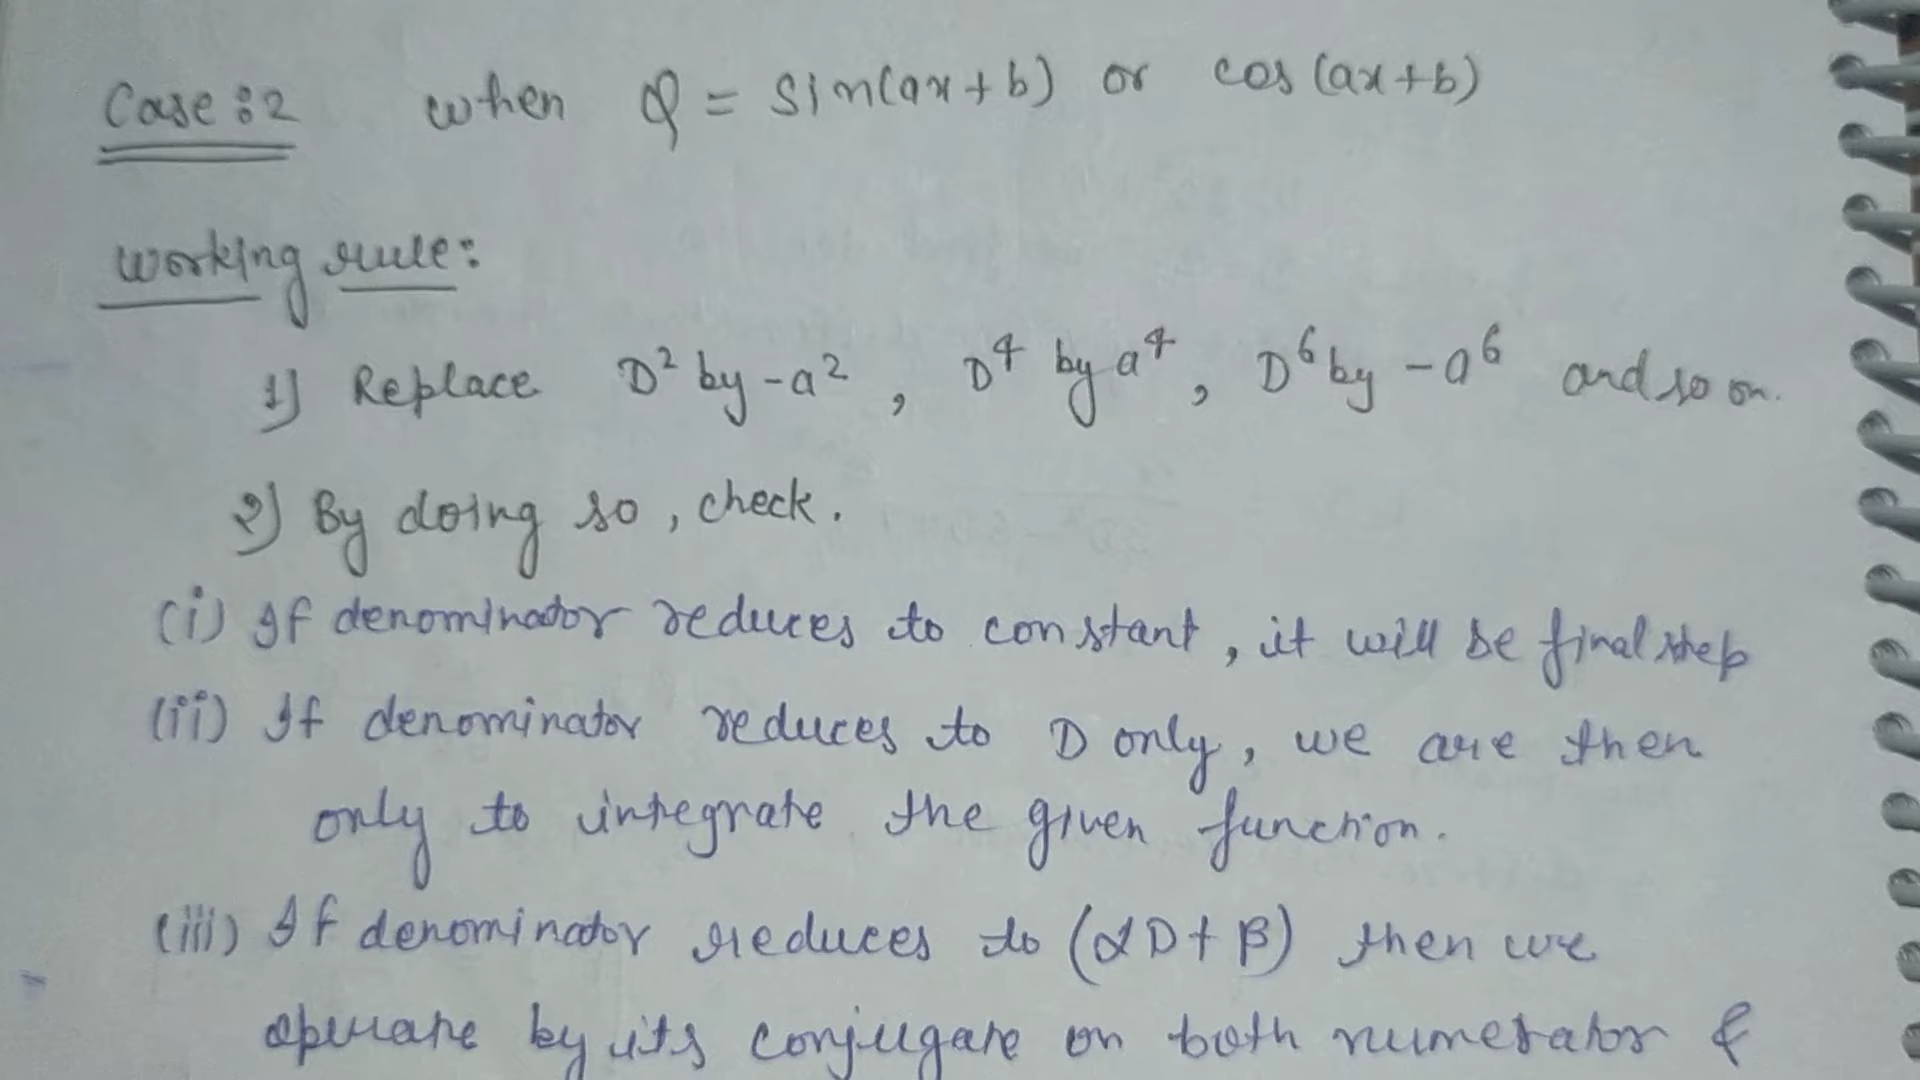 Case:2 when Q = Sin(ax+b) or cos(ax+b)
Working rule:
1) Replace D² by -a², D⁴ by a⁴, D⁶ by -a⁶ and so on.
2) By doing so, check.
(i) If denominator reduces to constant, it will be final step
(ii) If denominator reduces to D only, we are then
only to integrate the given function.
(iii) If denominator reduces to (αD+β) then we
operate by its conjugate on both numerator &